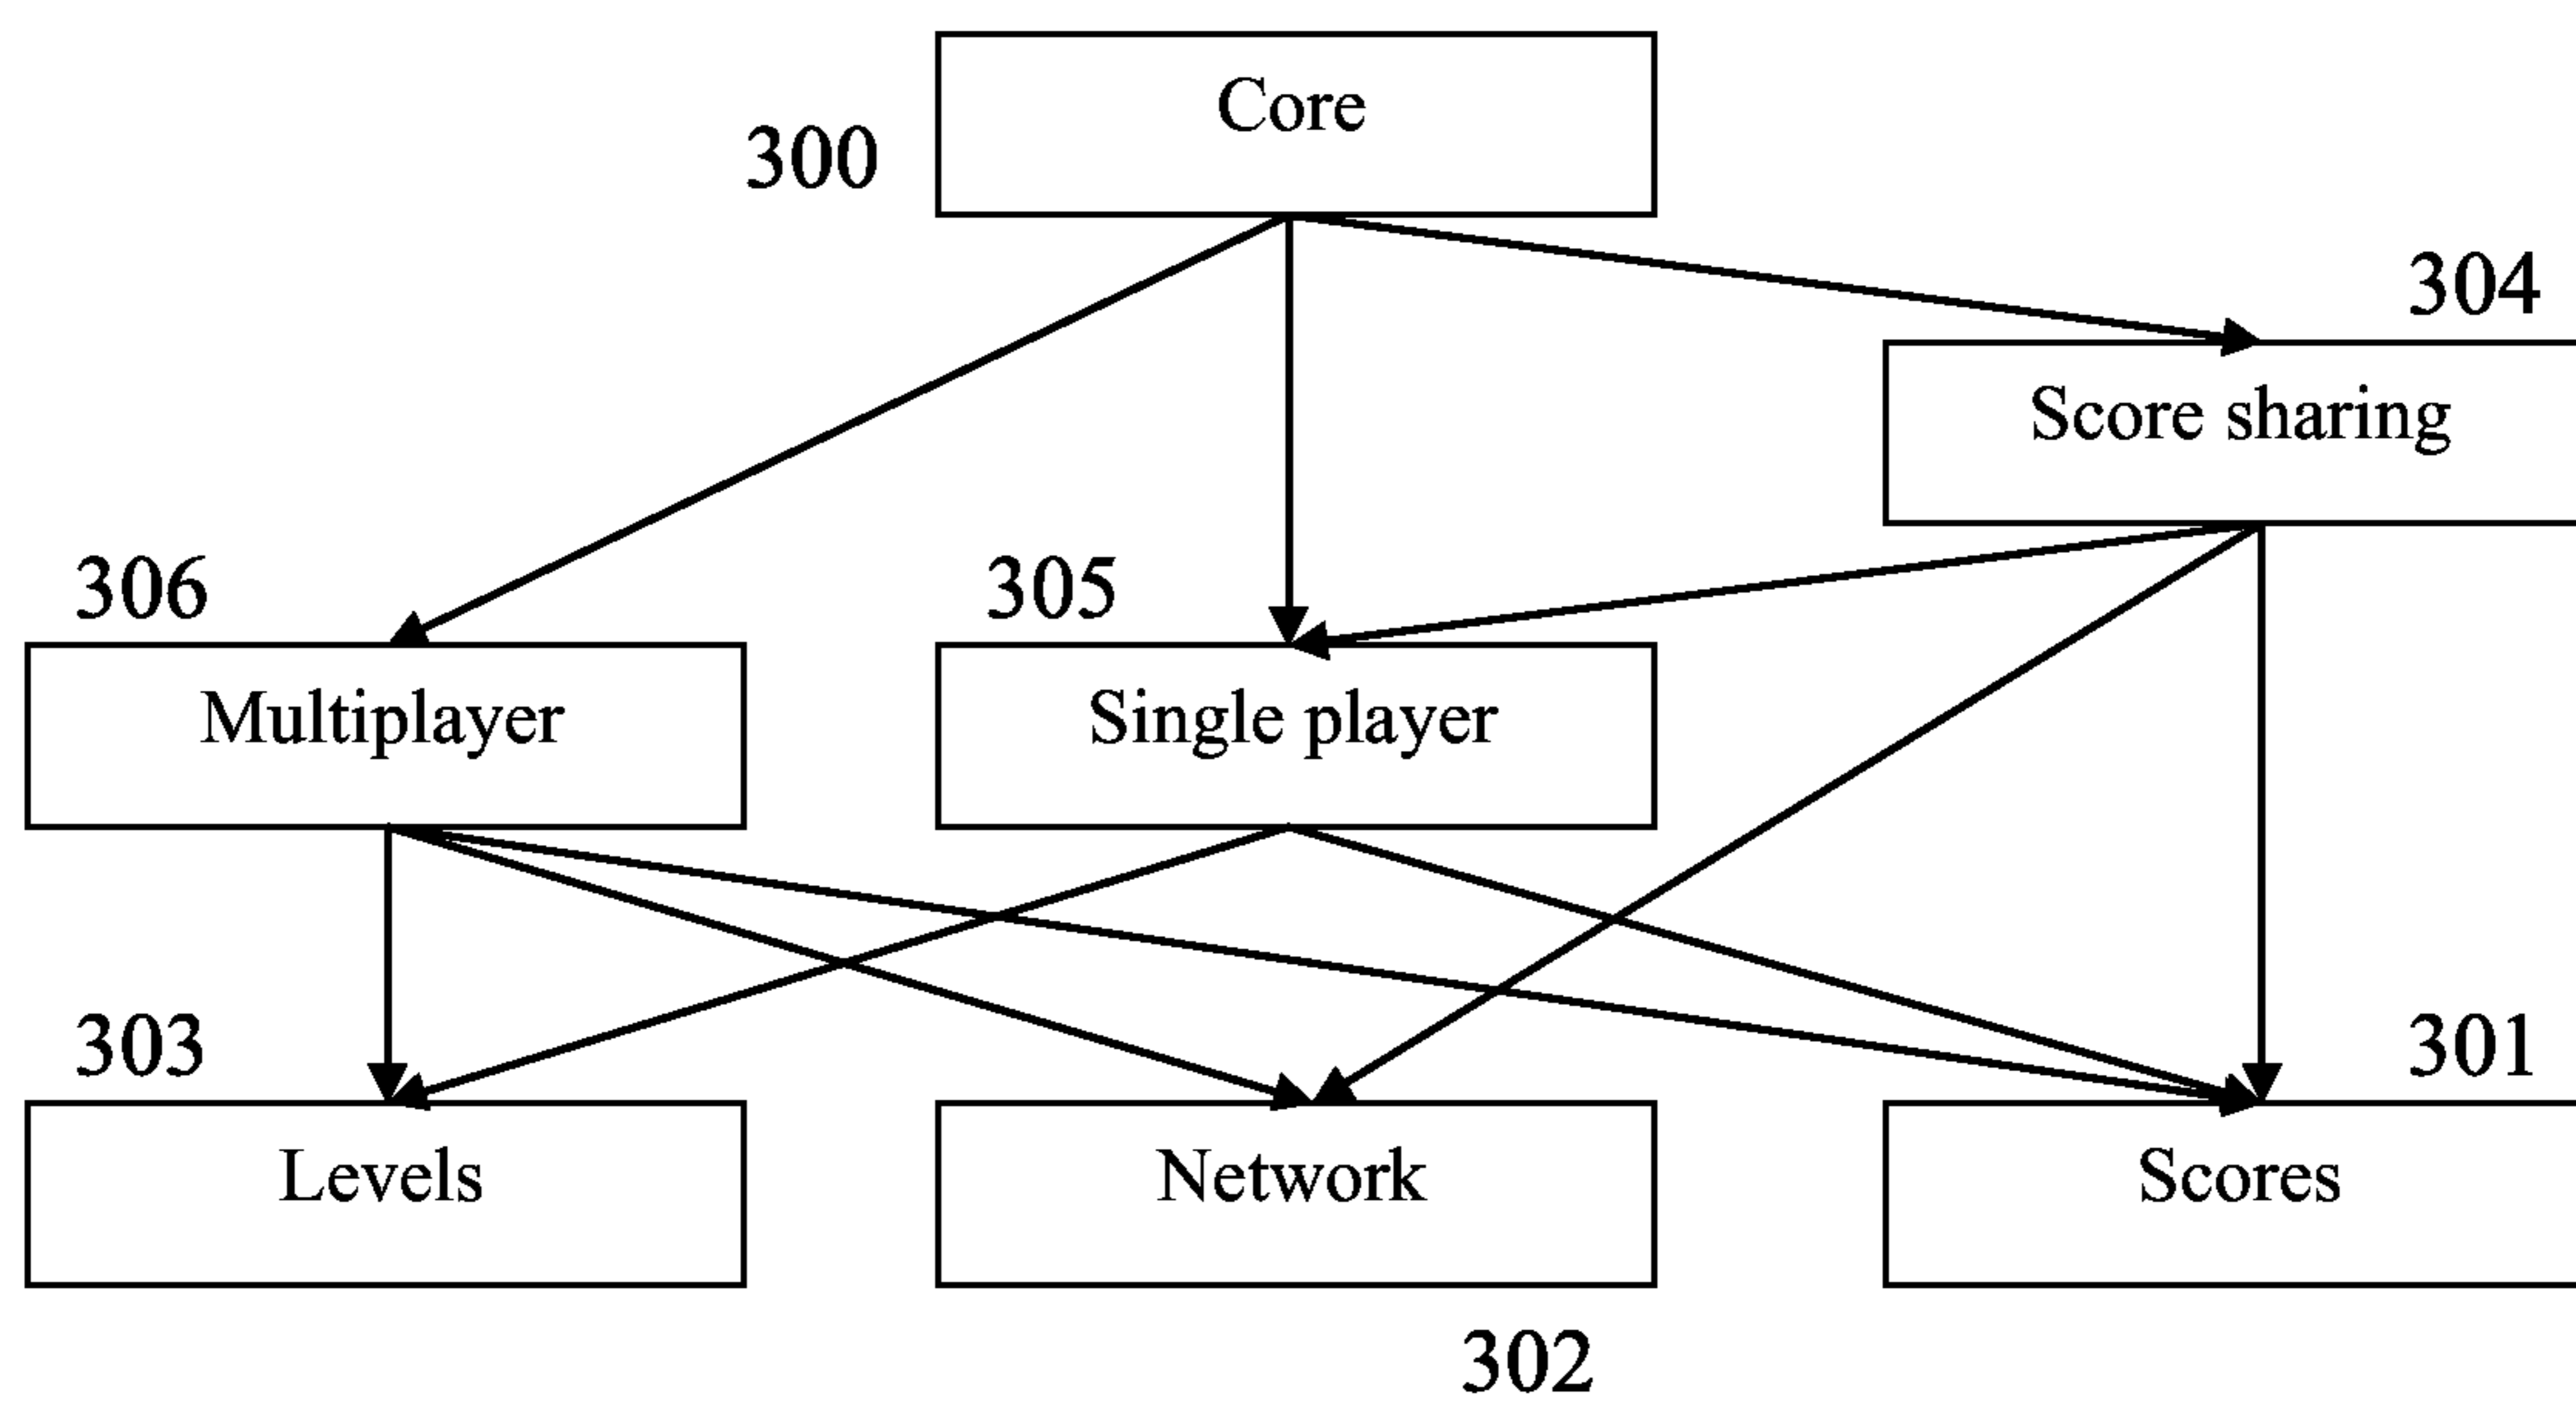 Core
300
304
Score sharing
306
305
Multiplayer
Single player
303
301
Levels
Network
Scores
302